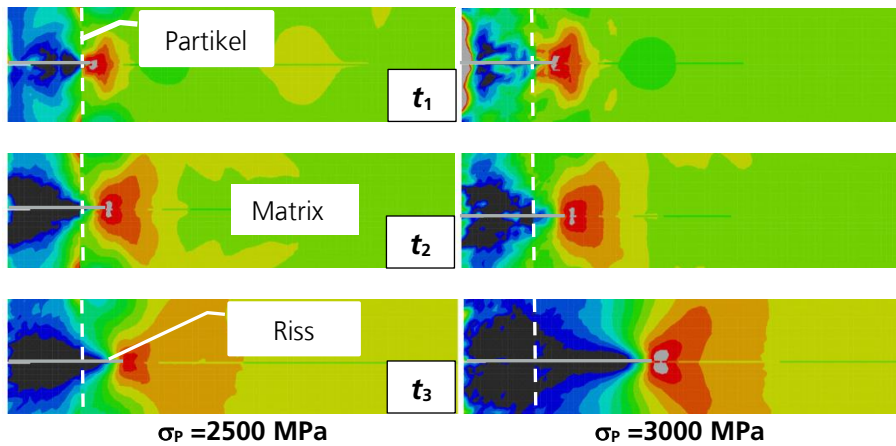 Partikel
t₁
Matrix
t₂
Riss
t₃
σP =2500 MPa
σP =3000 MPa